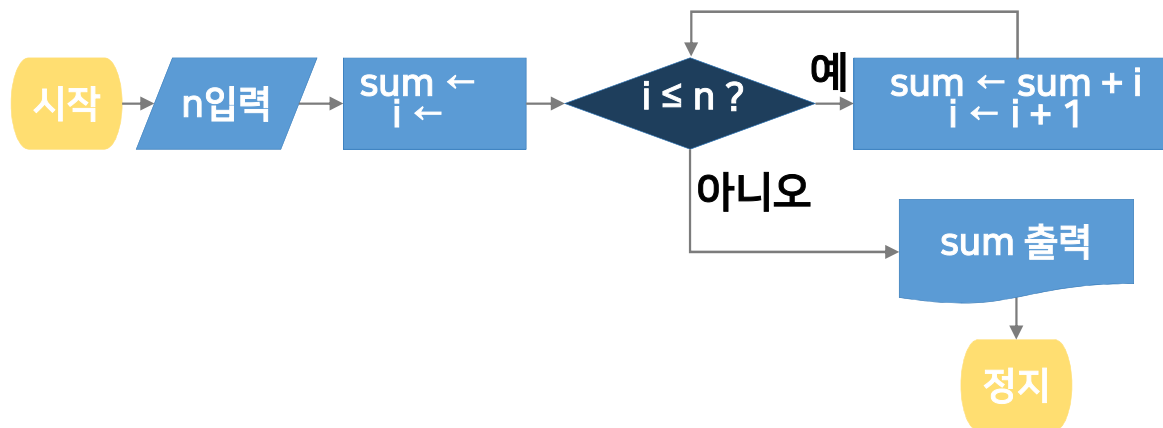 시작
n입력
sum ←
i ←
i ≤ n ?
예
sum ← sum + i
i ← i + 1
아니오
sum 출력
정지